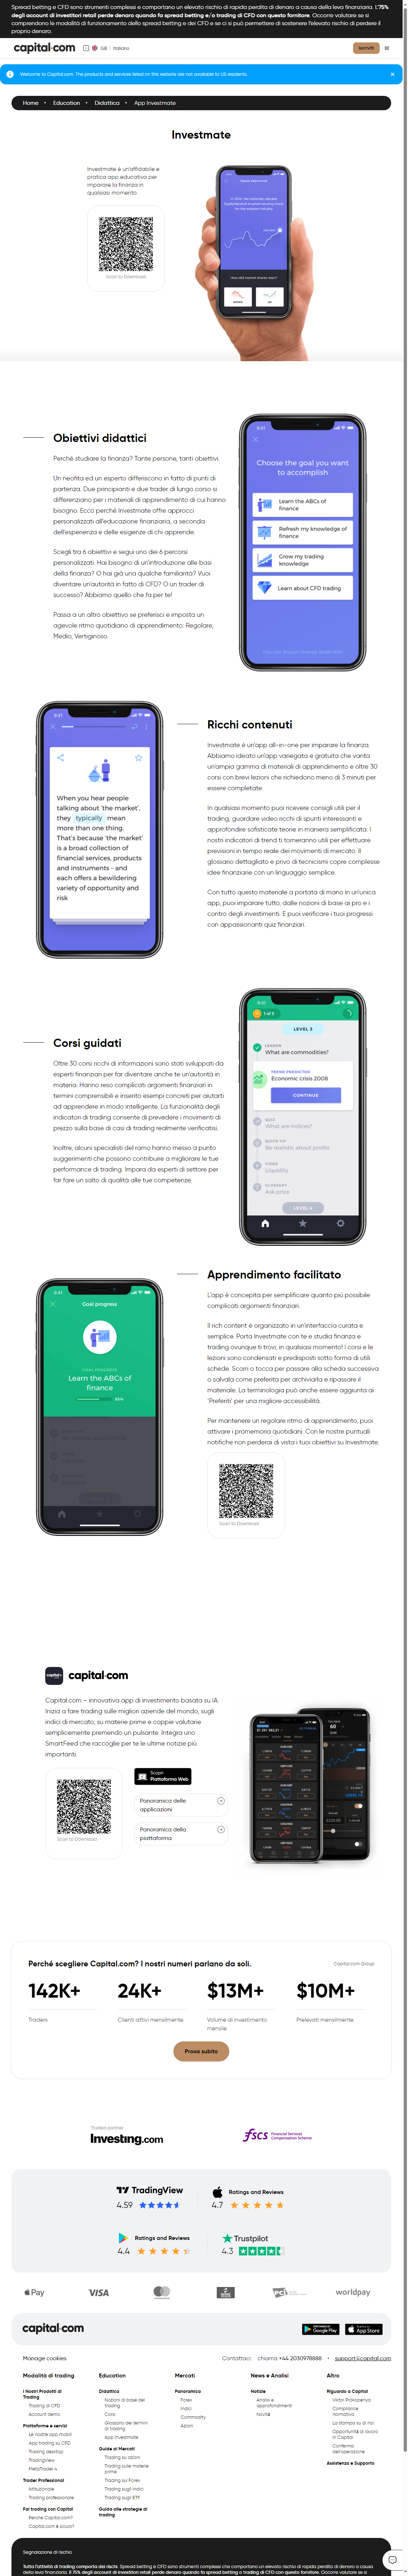 Spread betting e CFD sono strumenti complessi e comportano un elevato rischio di rapida perdita di denaro a causa della leva finanziaria. L'75%
degli account di investitori retail perde denaro quando fa spread betting e/o trading di CFD con questo fornitore. Occorre valutare se si
comprendono le modalità di funzionamento dello spread betting e dei CFD e se ci si può permettere di sostenere il rischio elevato di perdere il
proprio denaro.
capital.com
GB | Italiano
Iscriviti
Welcome to Capital.com. The products and services listed on this website are not available to US residents.
Home • Education • Didattica • App Investmate
Investmate
Investmate è un'affidabile e
pratica app educativa per
imparare la finanza in
qualsiasi momento.
Scan to Download
TREND PREDICTOR
How did market shares view?
Obiettivi didattici
Perché studiare la finanza? Tante persone, tanti obiettivi.
Un neofita ed un esperto differiscono in fatto di punti di
partenza. Due principianti e due trader di lungo corso si
differenziano per i materiali di apprendimento di cui hanno
bisogno. Ecco perché Investmate offre approcci
personalizzati all'educazione finanziaria, a seconda
dell'esperienza e delle esigenze di chi apprende.
Scegli tra 6 obiettivi e segui uno dei 6 percorsi
personalizzati. Hai bisogno di un'introduzione alle basi
della finanza? O hai già una qualche familiarità? Vuoi
diventare un'autorità in fatto di CFD? O un trader di
successo? Abbiamo quello che fa per te!
Passa a un altro obiettivo se preferisci e imposta un
agevole ritmo quotidiano di apprendimento: Regolare,
Medio, Vertiginoso.
9:41
Choose the goal you want
to accomplish
Learn the ABCs of
finance
Refresh my knowledge of
finance
Grow my trading
knowledge
Learn about CFD trading
You can always change goals later
9:41
When you hear people
talking about 'the market',
they typically mean
more than one thing.
That's because 'the market'
is a broad collection of
financial services, products
and instruments - and
each offers a bewildering
variety of opportunity and
risk
Ricchi contenuti
Investmate è un'app all-in-one per imparare la finanza.
Abbiamo ideato un'app variegata e gratuita che vanta
un'ampia gamma di materiali di apprendimento e oltre 30
corsi con brevi lezioni che richiedono meno di 3 minuti per
essere completate.
In qualsiasi momento puoi ricevere consigli utili per il
trading, guardare video ricchi di spunti interessanti e
approfondire sofisticate teorie in maniera semplificata. I
nostri indicatori di trend ti torneranno utili per effettuare
previsioni in tempo reale dei movimenti di mercato. Il
glossario dettagliato e privo di tecnicismi copre complesse
idee finanziarie con un linguaggio semplice.
Con tutto questo materiale a portata di mano in un'unica
app, puoi imparare tutto, dalle nozioni di base ai pro e i
contro degli investimenti. E puoi verificare i tuoi progressi
con appassionanti quiz finanziari.
Corsi guidati
Oltre 30 corsi ricchi di informazioni sono stati sviluppati da
esperti finanziari per far diventare anche te un'autorità in
materia. Hanno reso complicati argomenti finanziari in
termini comprensibili e inserito esempi concreti per aiutarti
ad apprendere in modo intelligente. La funzionalità degli
indicatori di trading consente di prevedere i movimenti di
prezzo sulla base di casi di trading realmente verificatisi.
Inoltre, alcuni specialisti del ramo hanno messo a punto
suggerimenti che possono contribuire a migliorare le tue
performance di trading. Impara da esperti di settore per
far fare un salto di qualità alle tue competenze.
9:41
1 of 5
LEVEL 3
LESSON
What are commodities?
TREND PREDICTOR
Economic crisis 2008
CONTINUE
QUIZ
What are indices?
QUICK TIP
Be realistic about profits
VIDEO
Liquidity
GLOSSARY
Ask price
LEVEL 4
9:41
Goal progress
GOAL PROGRESS
Learn the ABCs of
finance
Apprendimento facilitato
L'app è concepita per semplificare quanto più possibile
complicati argomenti finanziari.
Il rich content è organizzato in un'interfaccia curata e
semplice. Porta Investmate con te e studia finanza e
trading ovunque ti trovi, in qualsiasi momento! I corsi e le
lezioni sono condensati e predisposti sotto forma di utili
schede. Scorri o tocca per passare alla scheda successiva
o salvala come preferita per archiviarla e ripassare il
materiale. La terminologia può anche essere aggiunta ai
'Preferiti' per una migliore accessibilità.
Per mantenere un regolare ritmo di apprendimento, puoi
attivare i promemoria quotidiani. Con le nostre puntuali
notifiche non perderai di vista i tuoi obiettivi su Investmate.
Scan to Download
capital.com
Capital.com – innovativa app di investimento basata su IA.
Inizia a fare trading sulle migliori aziende del mondo, sugli
indici di mercato, su materie prime e coppie valutarie
semplicemente premendo un pulsante. Integra uno
SmartFeed che raccoglie per te le ultime notizie più
importanti.
Scan to Download
Scopri
Piattaforma Web
Panoramica delle
applicazioni
Panoramica della
piattaforma
Perché scegliere Capital.com? I nostri numeri parlano da soli.
Capital.com Group
142K+
24K+
$13M+
$10M+
Traders
Clienti attivi mensilmente
Volume di investimento
mensile
Prelevati mensilmente
Prova subito
Trusted partner
Investing.com
fscs Financial Services
Compensation Scheme
TradingView
4.59
Ratings and Reviews
4.7
Ratings and Reviews
4.4
Trustpilot
4.3
Pay
VISA
mastercard
PCI
worldpay
capital.com
Google Play
App Store
Manage cookies
Contattaci: chiama +44 2030978888 • support@capital.com
Modalità di trading
I Nostri Prodotti di
Trading
Trading di CFD
Account demo
Piattaforme e servizi
Le nostre app mobili
App trading su CFD
Trading desktop
TradingView
MetaTrader 4
Trader Professional
Istituzionale
Trading professionale
Fai trading con Capital
Perché Capital.com?
Capital.com è sicuro?
Education
Didattica
Nozioni di base del
trading
Corsi
Glossario dei termini
di trading
App Investmate
Guide ai Mercati
Trading su azioni
Trading sulle materie
prime
Trading sul Forex
Trading sugli indici
Trading sugli ETF
Guida alle strategie di
trading
Mercati
Panoramica
Forex
Indici
Commodity
Azioni
News e Analisi
Notizie
Analisi e
approfondimenti
Novità
Altro
Riguardo a Capital
Viktor Prokopenya
Compliance
normativa
La stampa su di noi
Opportunità di lavoro
in Capital
Conferma
dell'operazione
Assistenza e Supporto
Segnalazione di rischio
Tutta l'attività di trading comporta dei rischi. Spread betting e CFD sono strumenti complessi che comportano un elevato rischio di rapida perdita di denaro a causa
della leva finanziaria. Il 75% degli account di investitori retail perde denaro quando fa spread betting e/o trading di CFD con questo fornitore. Occorre valutare se si